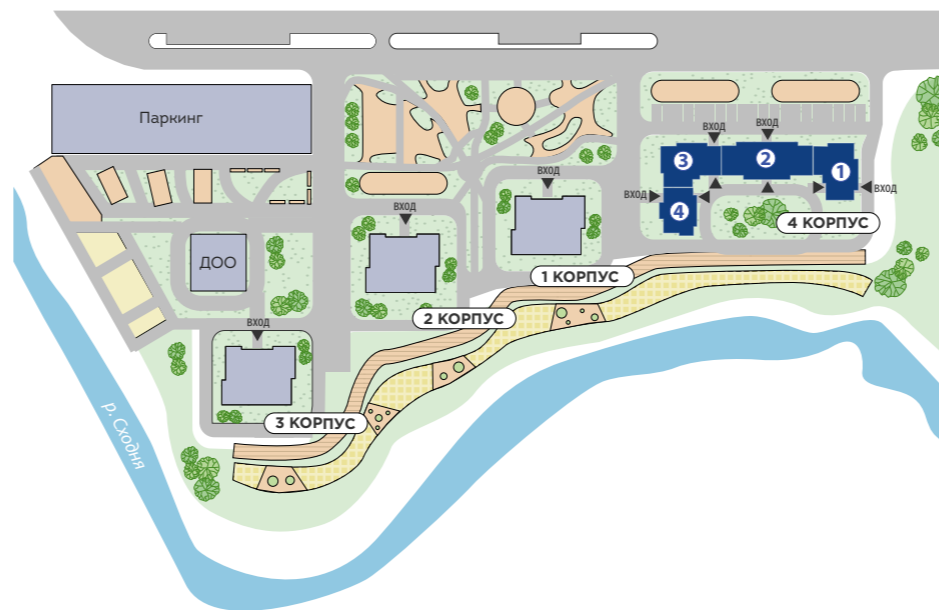 Паркинг
ВХОД
ВХОД
3
2
1
ВХОД
ВХОД
ВХОД
ВХОД
4
4 КОРПУС
ДОО
1 КОРПУС
2 КОРПУС
ВХОД
3 КОРПУС
р. Сходня